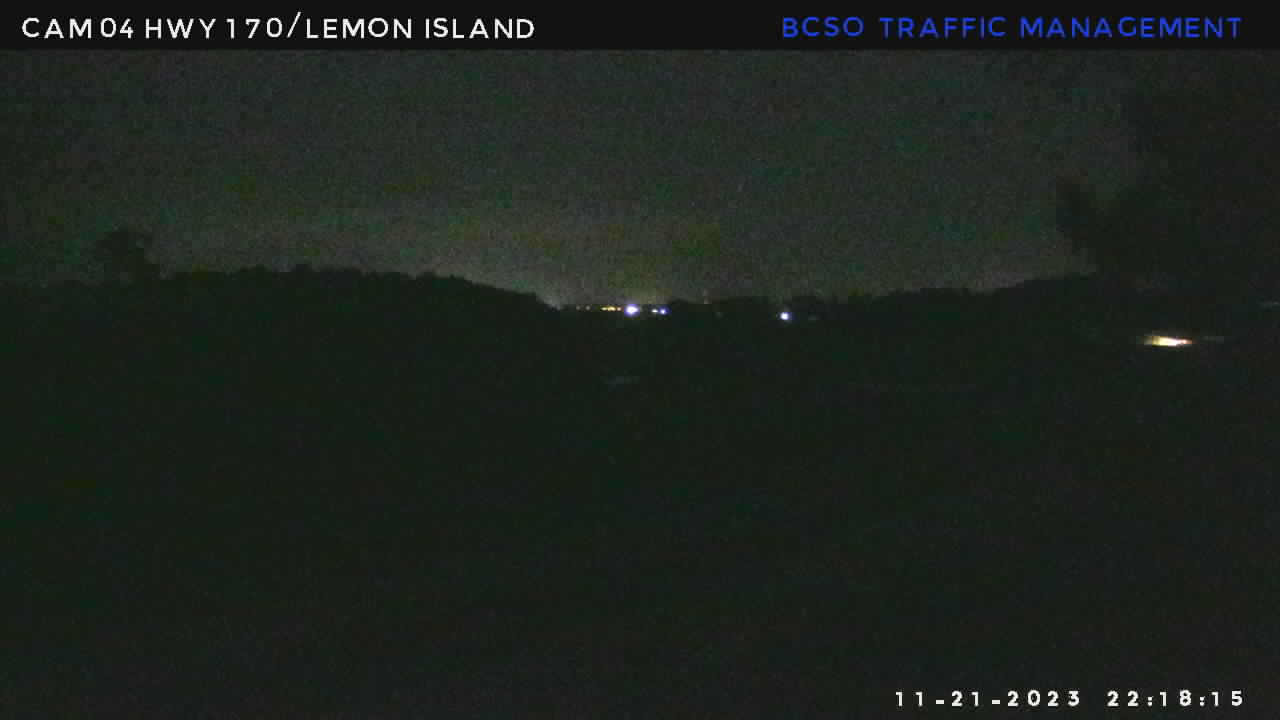 CAM04 HWY 170/LEMON ISLAND
BCSO TRAFFIC MANAGEMENT
11-21-2023 22:18:15